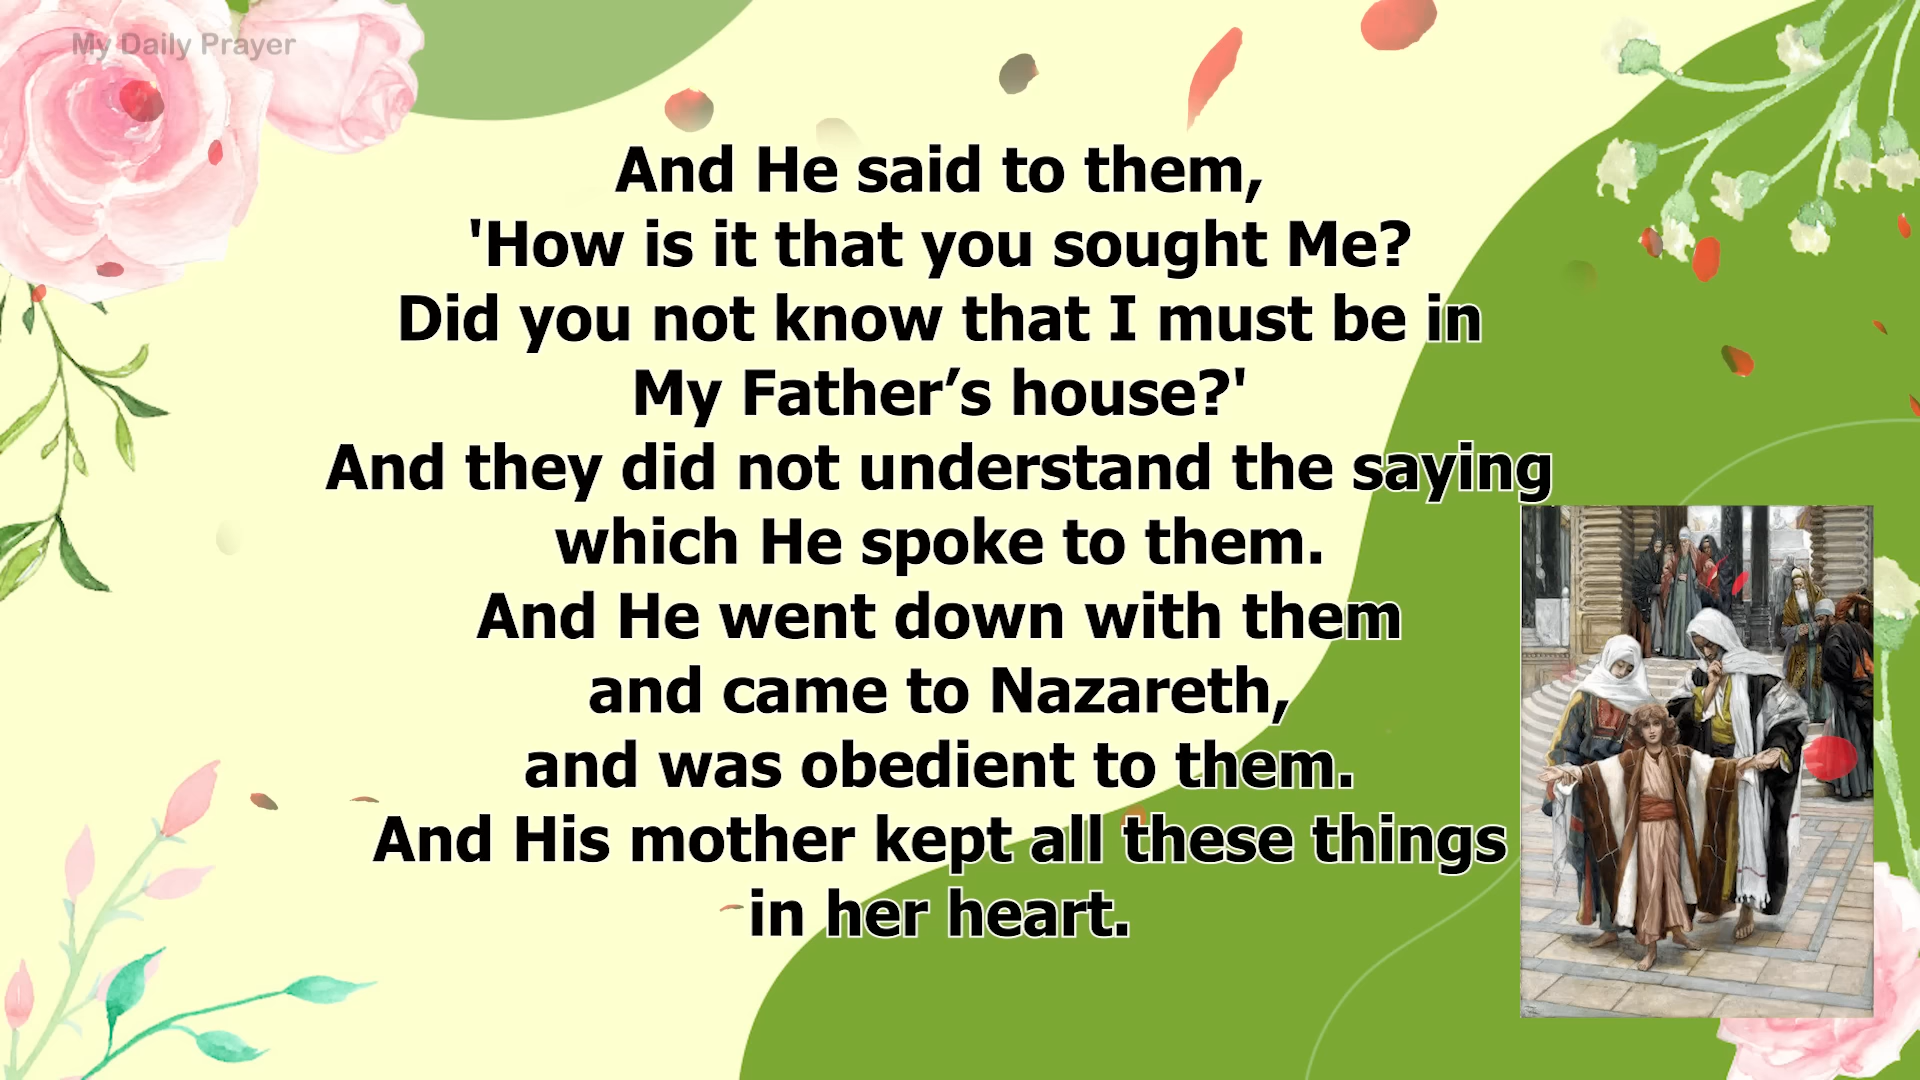 My Daily Prayer
And He said to them,
'How is it that you sought Me?
Did you not know that I must be in
My Father’s house?'
And they did not understand the saying
which He spoke to them.
And He went down with them
and came to Nazareth,
and was obedient to them.
And His mother kept all these things
in her heart.